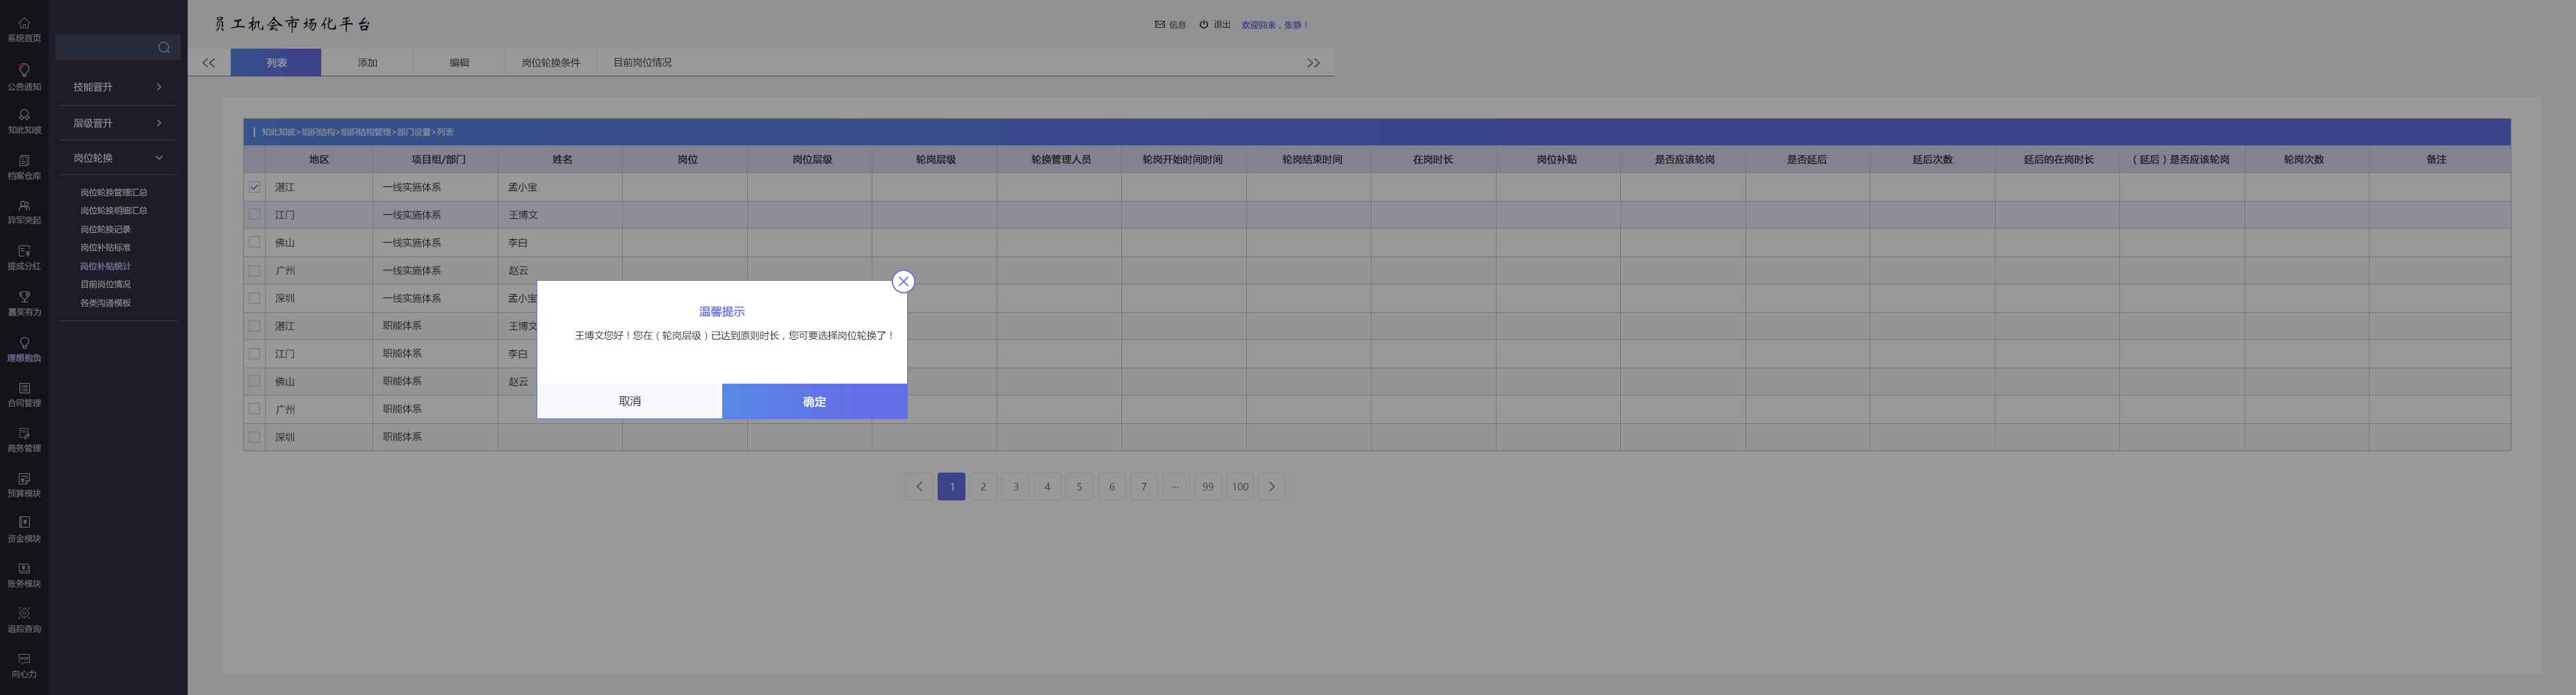 员工机会市场化平台
信息 退出 欢迎回来，张静！
系统首页
公告通知
知此知彼
档案仓库
异军突起
提成分红
嘉奖有为
理想抱负
合同管理
商务管理
预算模块
资金模块
账务模块
追踪查询
向心力
技能晋升
层级晋升
岗位轮换
岗位轮换管理汇总
岗位轮换明细汇总
岗位轮换记录
岗位补贴标准
岗位补贴统计
目前岗位情况
各类沟通模板
<< 列表 添加 编辑 岗位轮换条件 目前岗位情况 >>
知此知彼>组织结构>组织结构管理>部门设置>列表
地区 项目组/部门 姓名 岗位 岗位层级 轮岗层级 轮换管理人员 轮岗开始时间时间 轮岗结束时间 在岗时长 岗位补贴 是否应该轮岗 是否延后 延后次数 延后的在岗时长 （延后）是否应该轮岗 轮岗次数 备注
湛江 一线实施体系 孟小宝
江门 一线实施体系 王博文
佛山 一线实施体系 李白
广州 一线实施体系 赵云
深圳 一线实施体系 孟小宝
湛江 职能体系 王博文
江门 职能体系 李白
佛山 职能体系 赵云
广州 职能体系
深圳 职能体系
温馨提示
王博文您好！您在（轮岗层级）已达到原则时长，您可要选择岗位轮换了！
取消 确定
< 1 2 3 4 5 6 7 ... 99 100 >